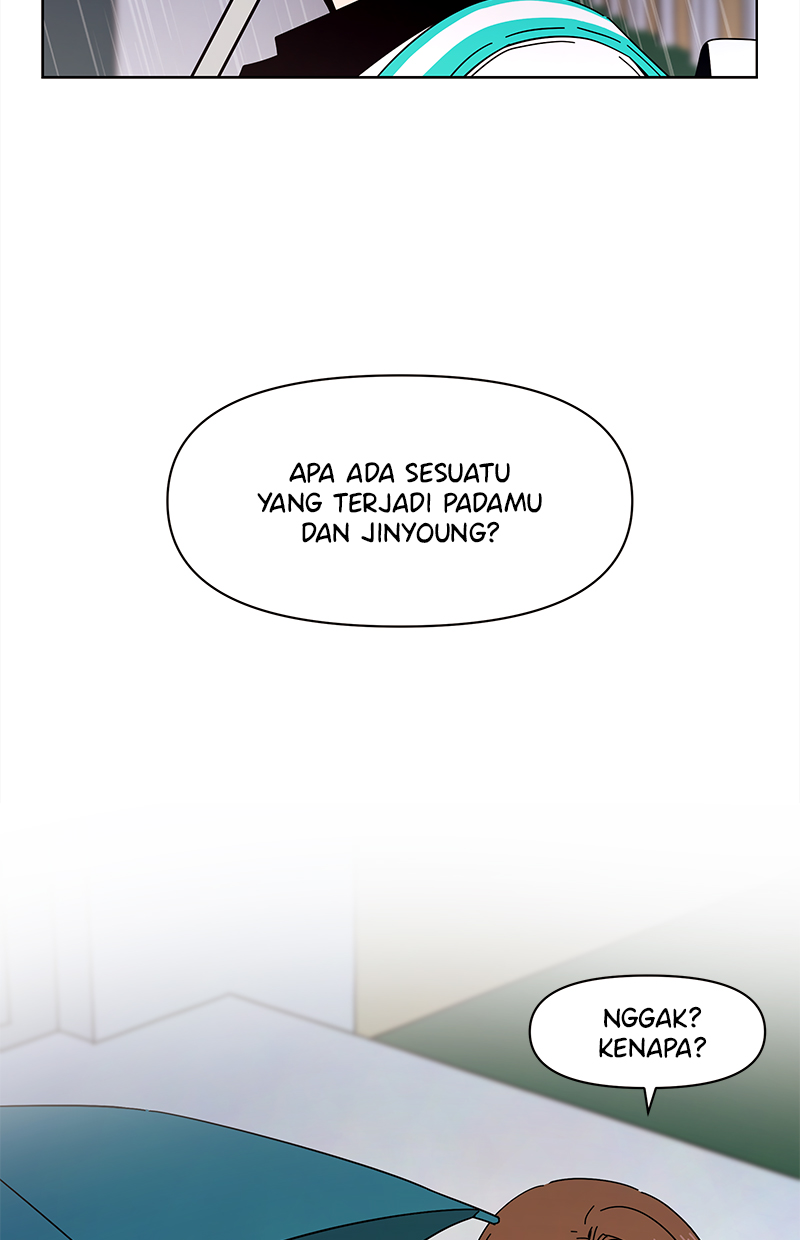 APA ADA SESUATU
YANG TERJADI PADAMU
DAN JINYOUNG?
NGGAK?
KENAPA?